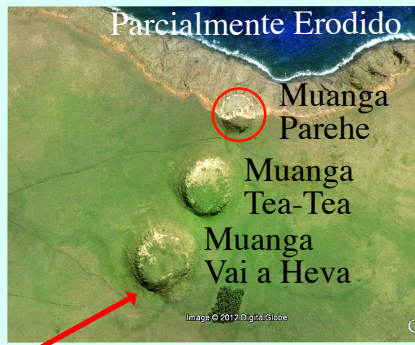 Parcialmente Erodido
Muanga
Parehe
Muanga
Tea-Tea
Muanga
Vai a Heva
Image © 2012 DigitalGlobe